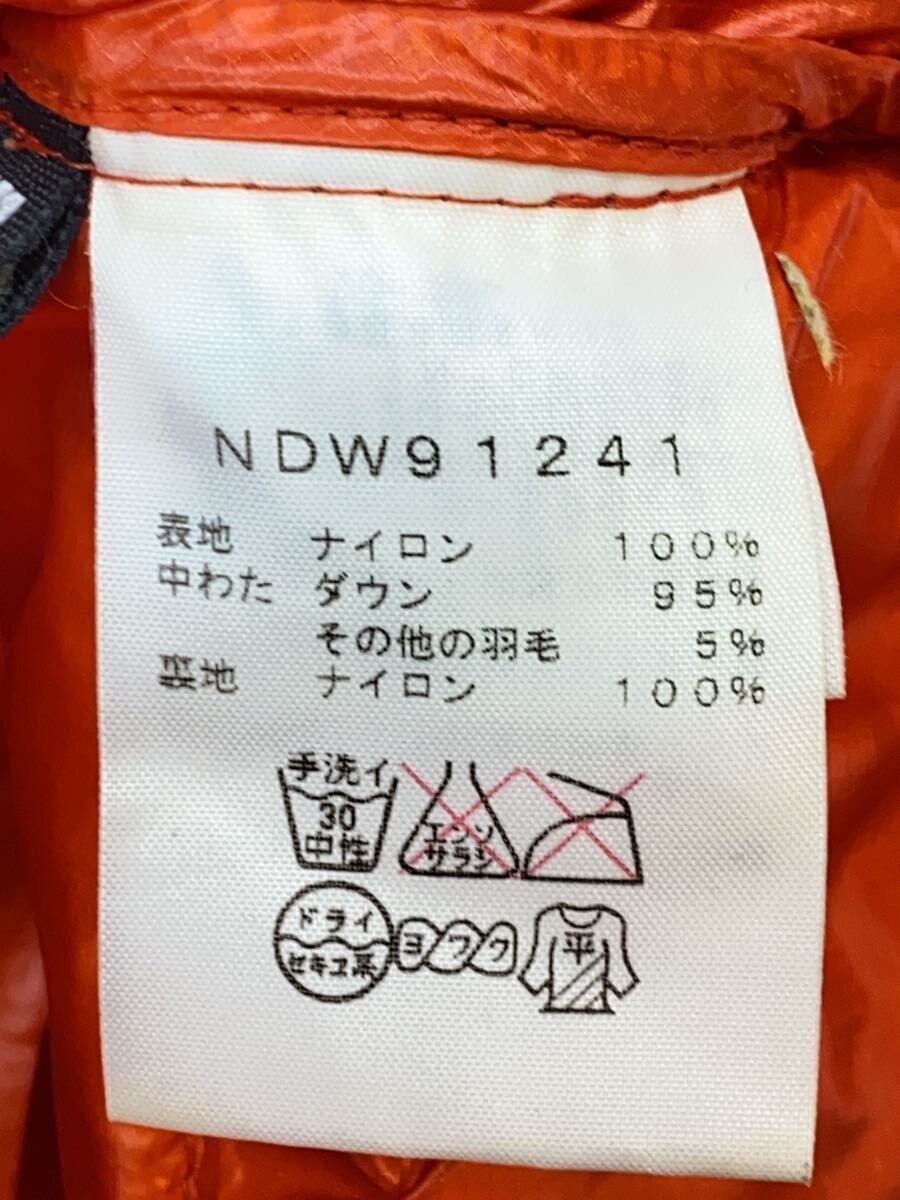 NDW91241
表地 ナイロン 100%
中わた ダウン 95%
その他の羽毛 5%
裏地 ナイロン 100%
手洗イ
30
中性
エンソ
サラシ
ドライ
セキユ系
ヨワク
平